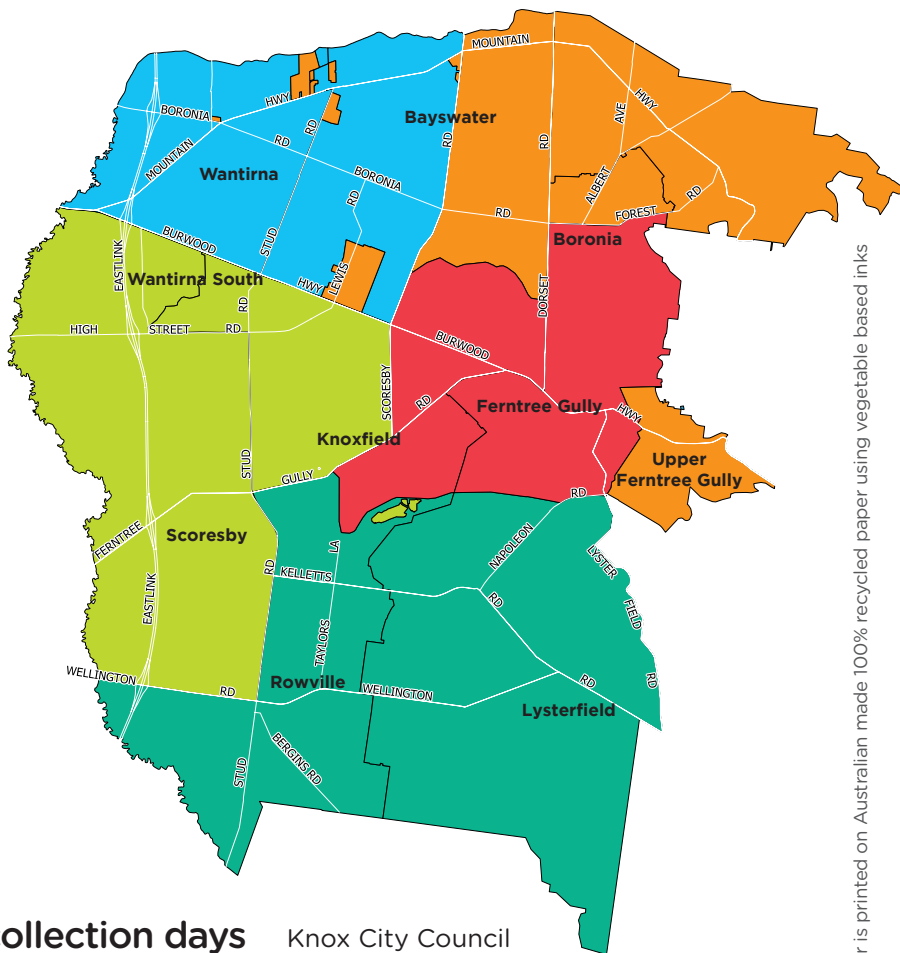 MOUNTAIN
HWY
AVE
RD
RD
ALBERT
FOREST
RD
RD
Bayswater
BORONIA
MOUNTAIN
HWY
RD
RD
BORONIA
RD
Wantirna
STUD
LEWIS
BURWOOD
HWY
EASTLINK
Wantirna South
RD
HIGH
STREET
RD
Boronia
DORSET
BURWOOD
SCORESBY
RD
Ferntree Gully
HWY
Knoxfield
Upper
Ferntree Gully
STUD
GULLY
RD
Scoresby
FERNTREE
LA
NAPOLEON
LYSTER
FIELD
RD
RD
KELLETTS
RD
EASTLINK
TAYLORS
WELLINGTON
RD
Rowville
WELLINGTON
RD
Lysterfield
BERGINS RD
STUD
ollection days
Knox City Council
r is printed on Australian made 100% recycled paper using vegetable based inks